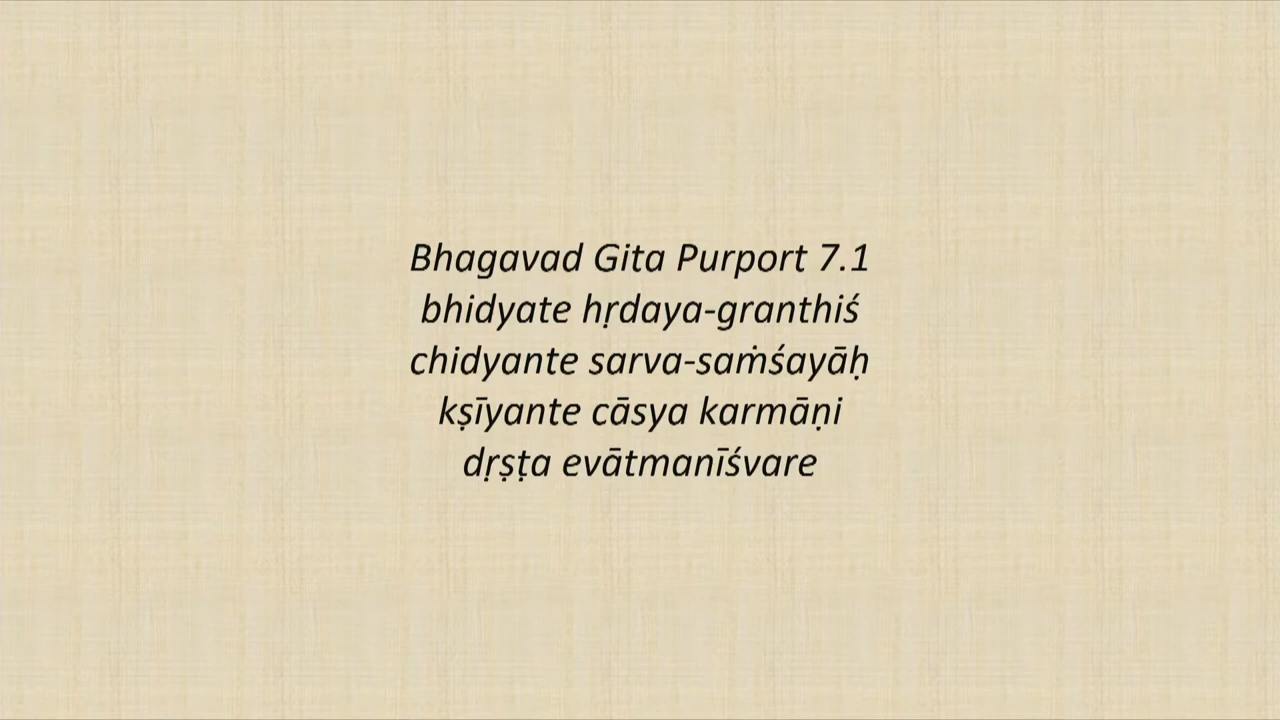 Bhagavad Gita Purport 7.1
bhidyate hṛdaya-granthiś
chidyante sarva-saṁśayāḥ
kṣīyante cāsya karmāṇi
dṛṣṭa evātmanīśvare